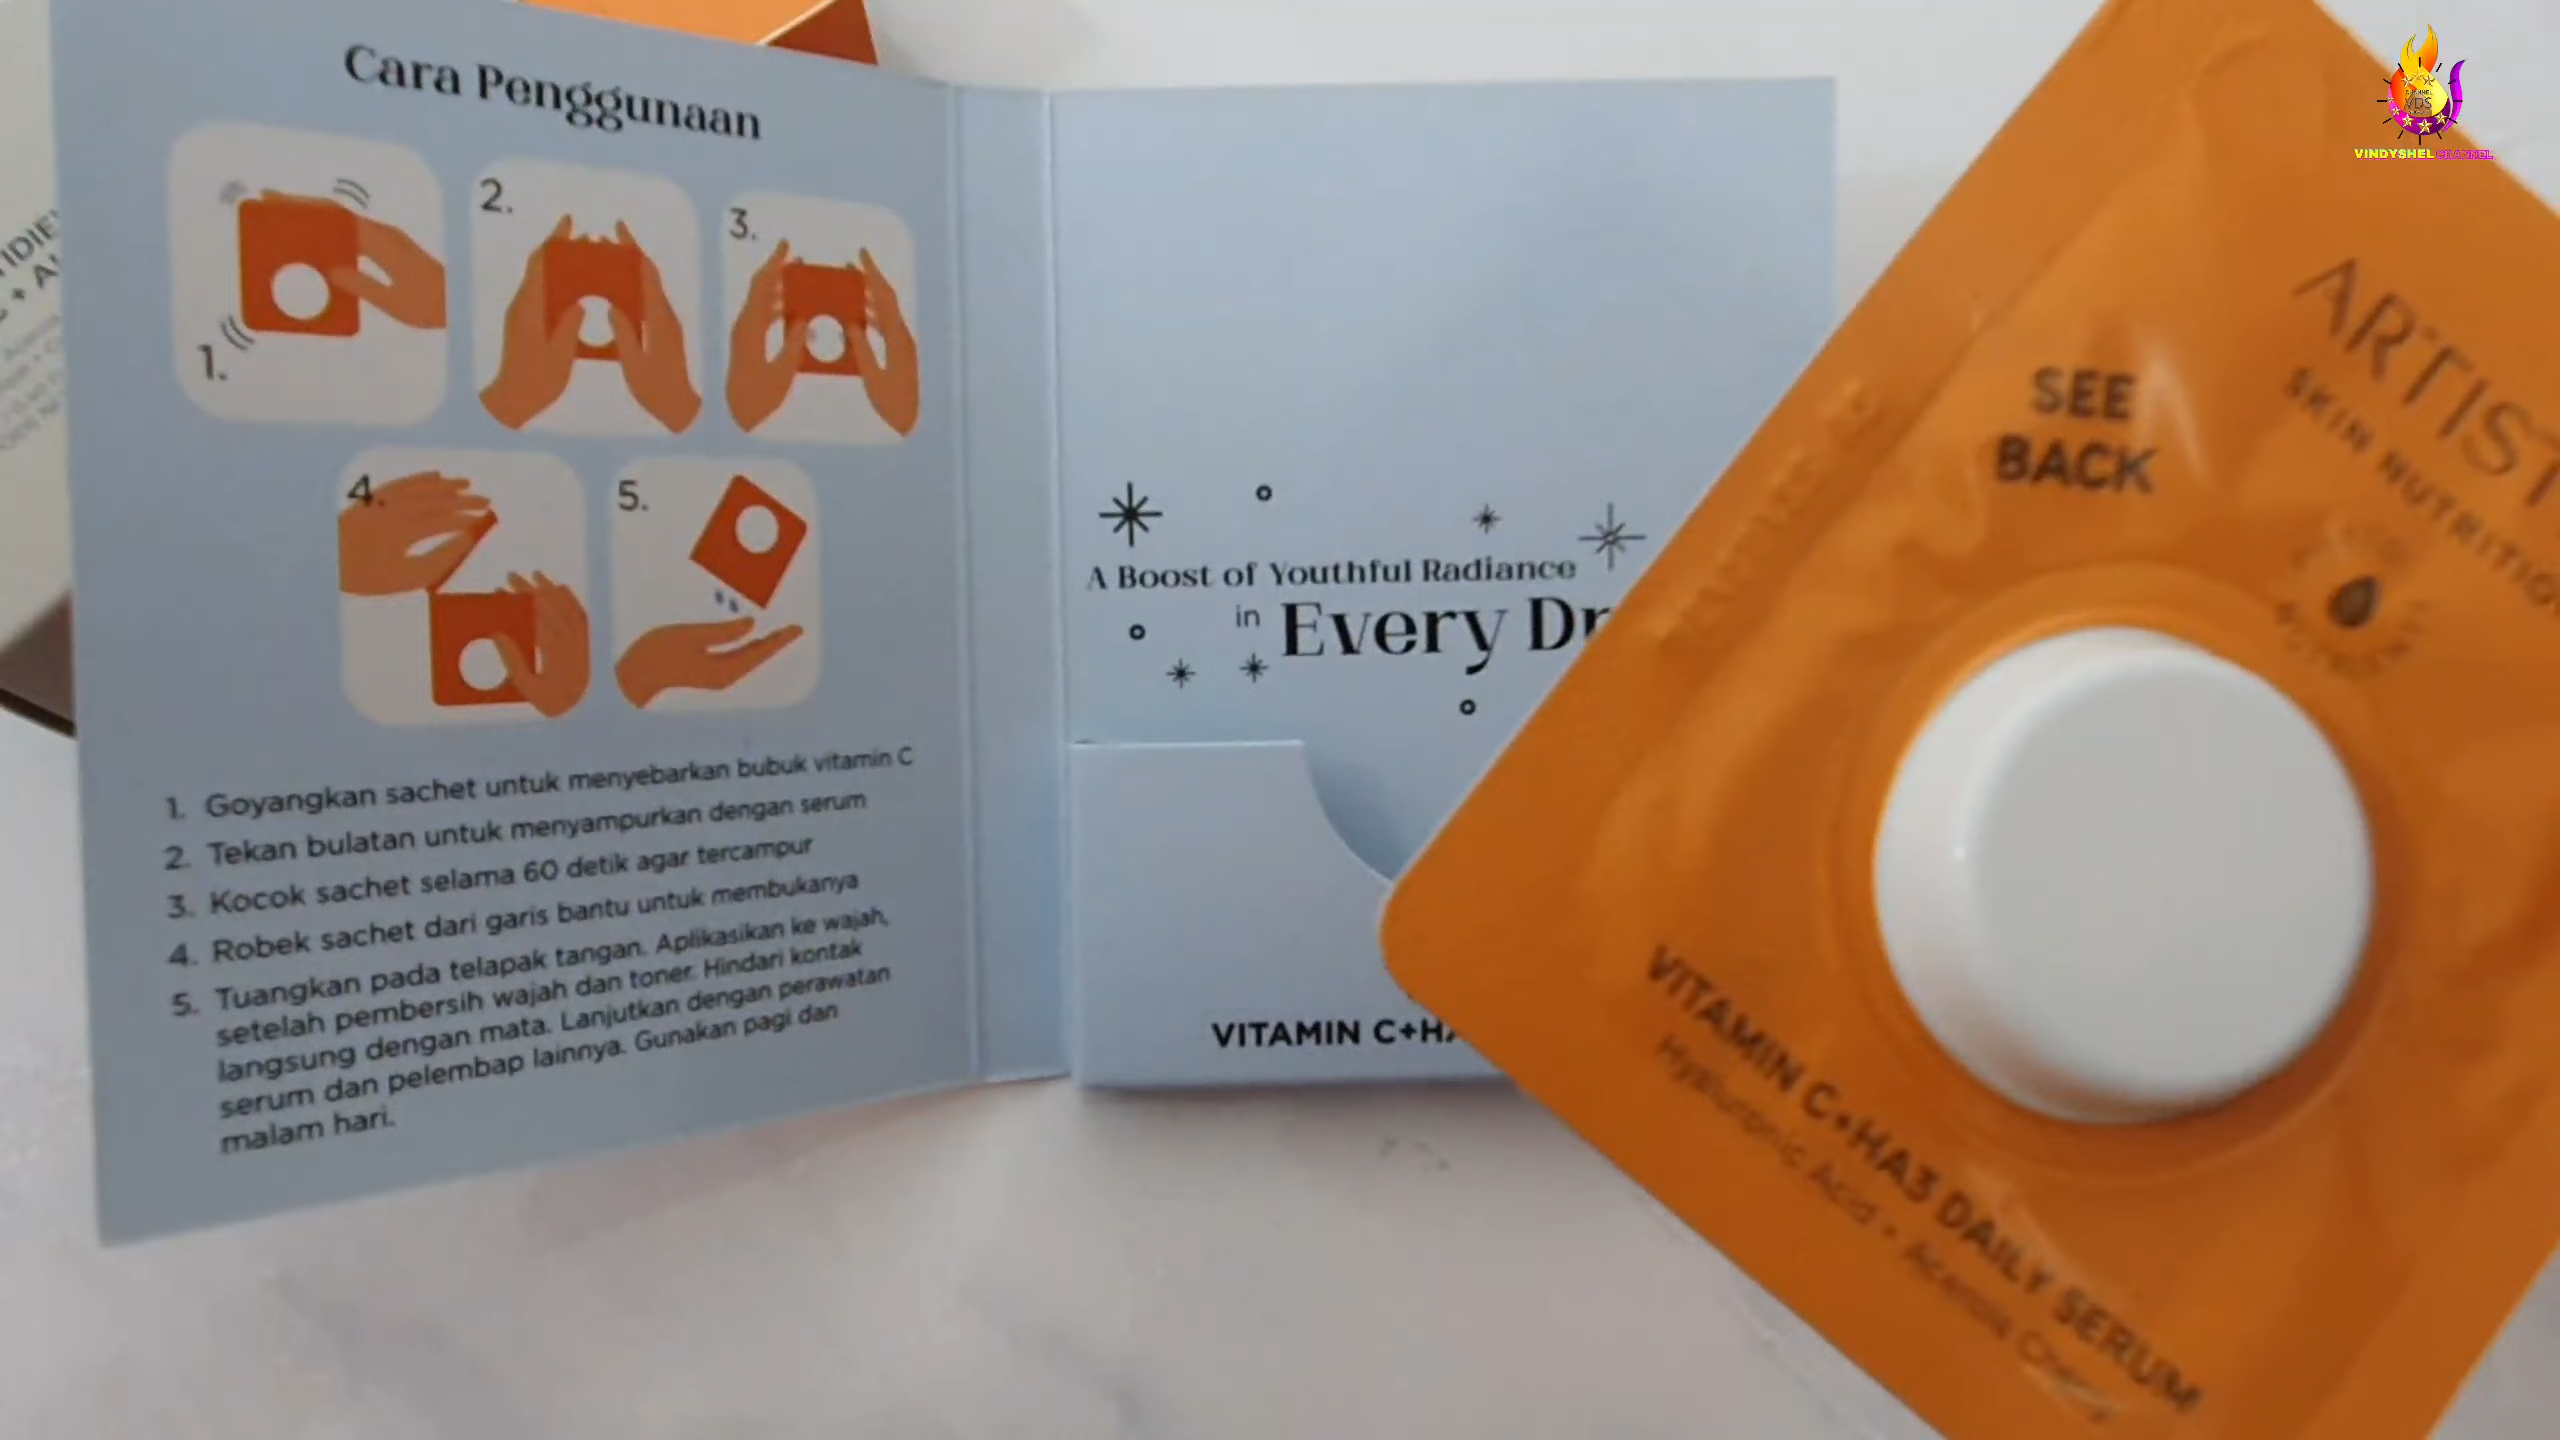 Cara Penggunaan
1.
2.
3.
4.
5.
1. Goyangkan sachet untuk menyebarkan bubuk vitamin C
2. Tekan bulatan untuk menyampurkan dengan serum
3. Kocok sachet selama 60 detik agar tercampur
4. Robek sachet dari garis bantu untuk membukanya
5. Tuangkan pada telapak tangan. Aplikasikan ke wajah,
setelah pembersih wajah dan toner. Hindari kontak
langsung dengan mata. Lanjutkan dengan perawatan
serum dan pelembap lainnya. Gunakan pagi dan
malam hari.
A Boost of Youthful Radiance
in Every Dr
VITAMIN C+HA
ARTIST
SKIN NUTRITION
SEE
BACK
VITAMIN C+HA3 DAILY SERUM
Hyaluronic Acid + Acerola Cherry
VDS
VINDYSHEL CHANNEL